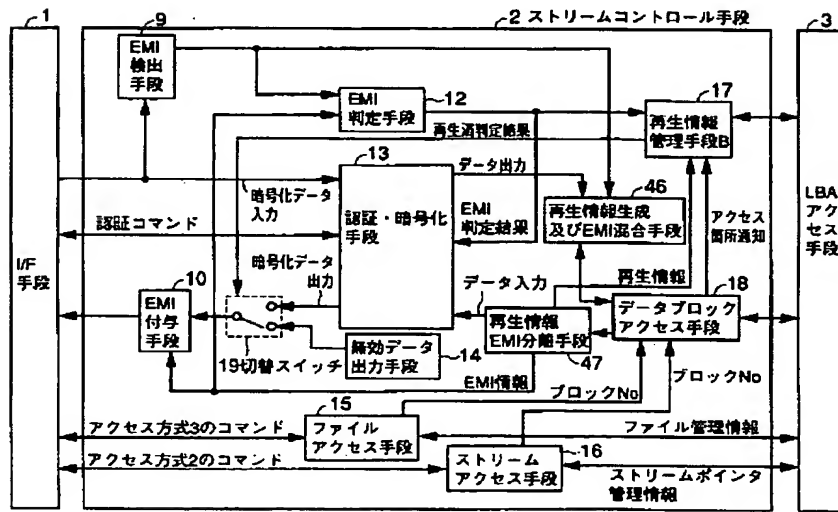 1
2 ストリームコントロール手段
3
9
EMI
検出
手段
EMI
判定手段
12
17
再生情報
管理手段B
再生済判定結果
13
データ出力
46
暗号化データ
入力
認証・暗号化
手段
EMI
判定結果
再生情報生成
及びEMI混合手段
アクセス
箇所通知
LBA
アク
セス
手段
認証コマンド
I/F
手段
10
EMI
付与
手段
暗号化データ
出力
データ入力
再生情報
18
データブロック
アクセス手段
再生情報
EMI分離手段
47
19切替スイッチ
無効データ
出力手段
14
EMI情報
ブロックNo
ブロックNo
アクセス方式3のコマンド
15
ファイル
アクセス手段
ファイル管理情報
アクセス方式2のコマンド
16
ストリーム
アクセス手段
ストリームポインタ
管理情報